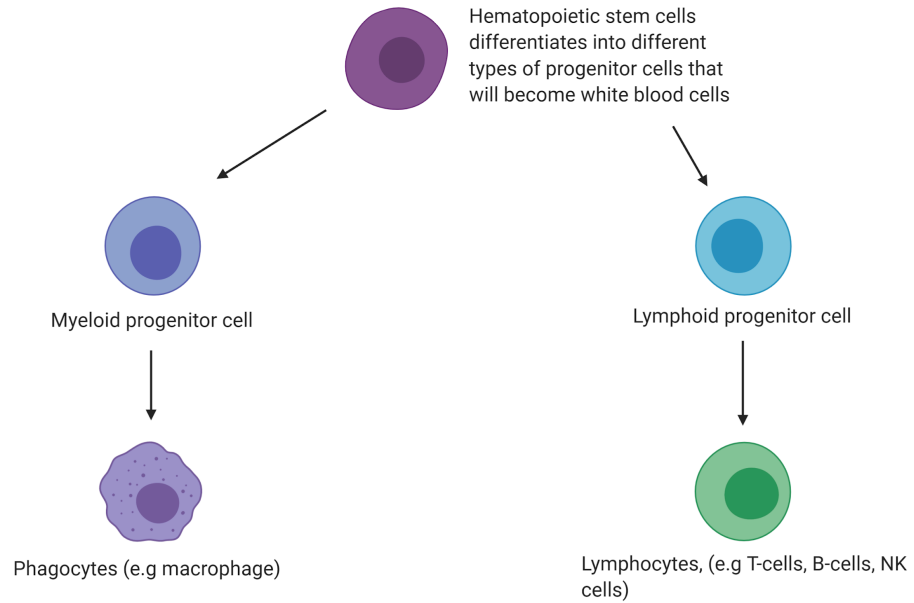 Hematopoietic stem cells
differentiates into different
types of progenitor cells that
will become white blood cells
Myeloid progenitor cell
Lymphoid progenitor cell
Phagocytes (e.g macrophage)
Lymphocytes, (e.g T-cells, B-cells, NK
cells)